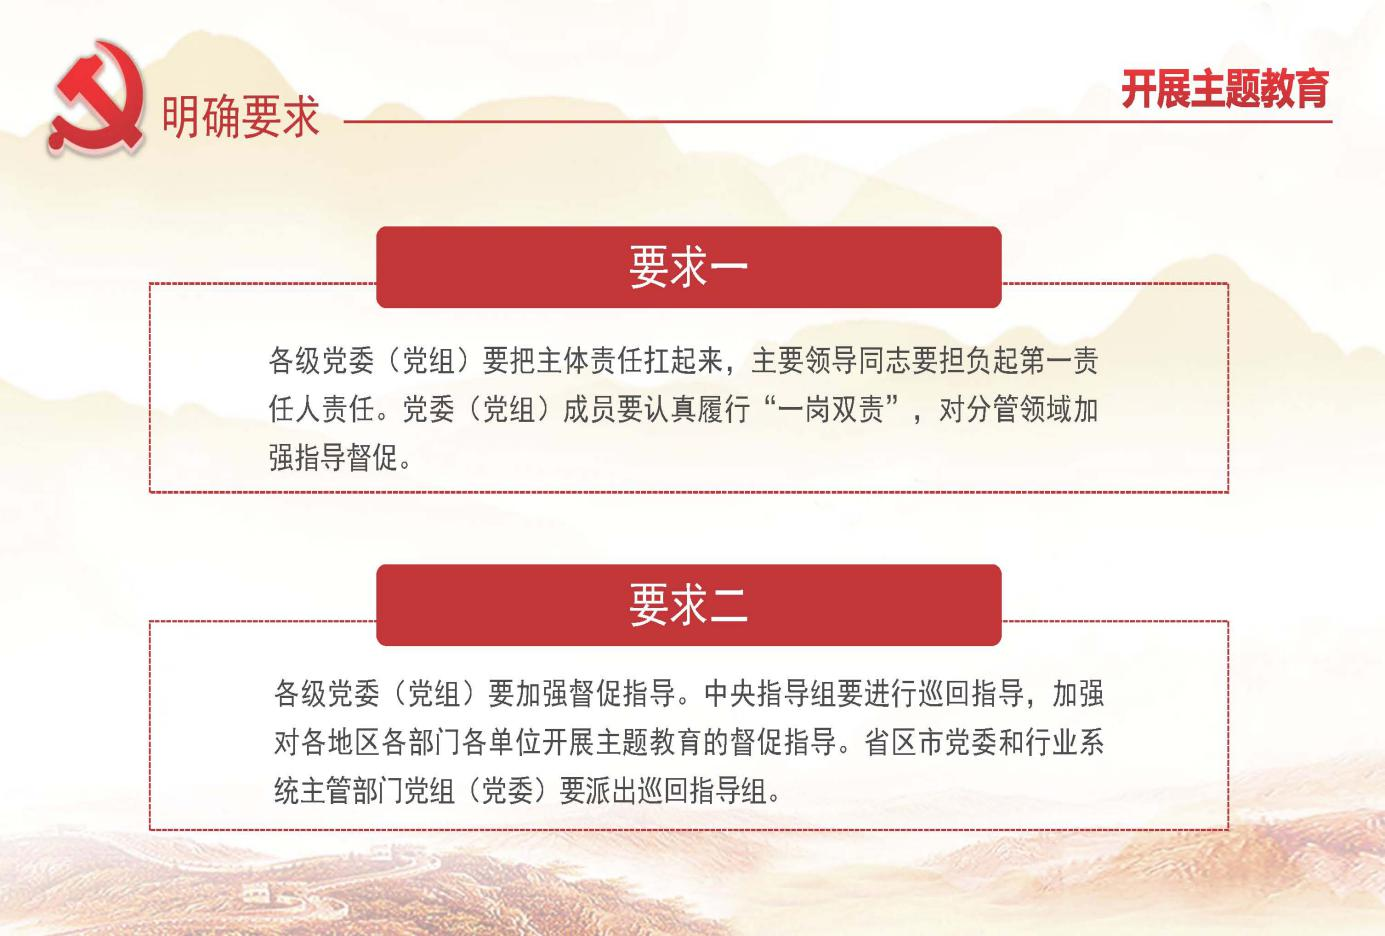 明确要求
开展主题教育
要求一
各级党委（党组）要把主体责任扛起来，主要领导同志要担负起第一责
任人责任。党委（党组）成员要认真履行“一岗双责”，对分管领域加
强指导督促。
要求二
各级党委（党组）要加强督促指导。中央指导组要进行巡回指导，加强
对各地区各部门各单位开展主题教育的督促指导。省区市党委和行业系
统主管部门党组（党委）要派出巡回指导组。